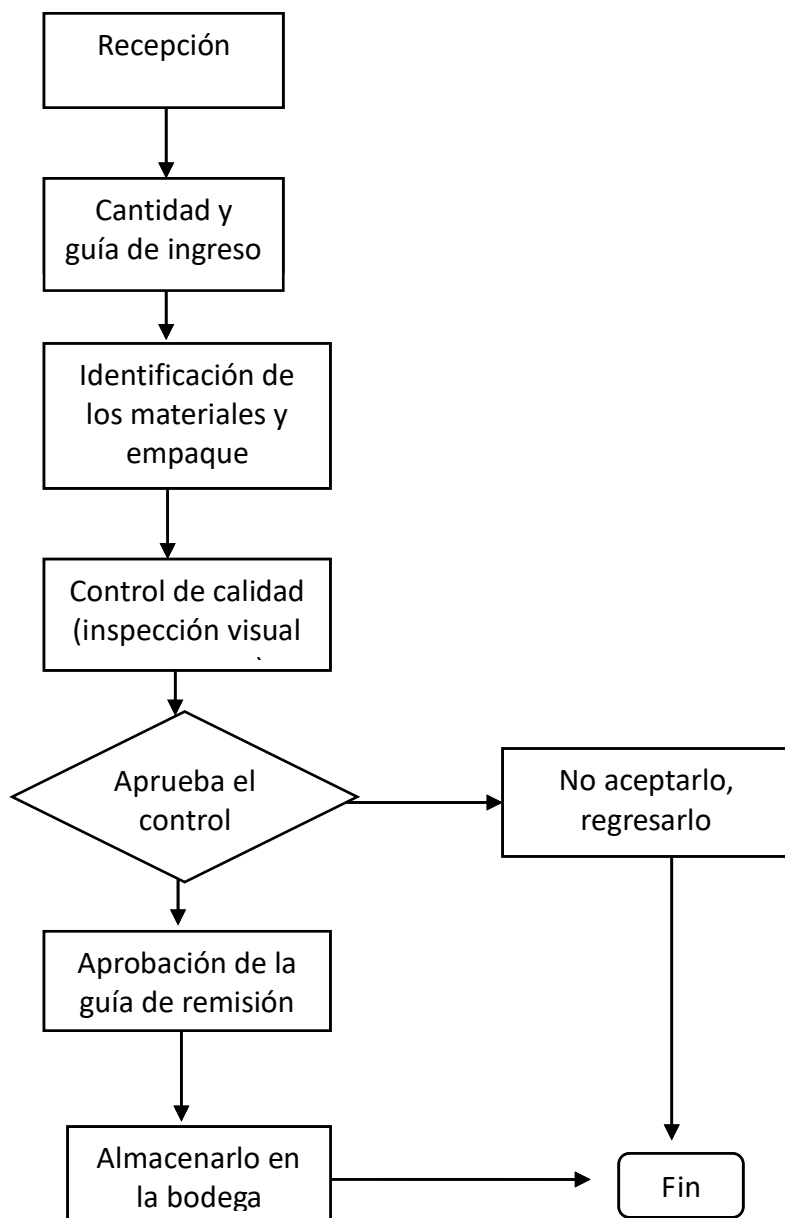 Recepción
Cantidad y
guía de ingreso
Identificación de
los materiales y
empaque
Control de calidad
(inspección visual
Aprueba el
control
No aceptarlo,
regresarlo
Aprobación de la
guía de remisión
Almacenarlo en
la bodega
Fin